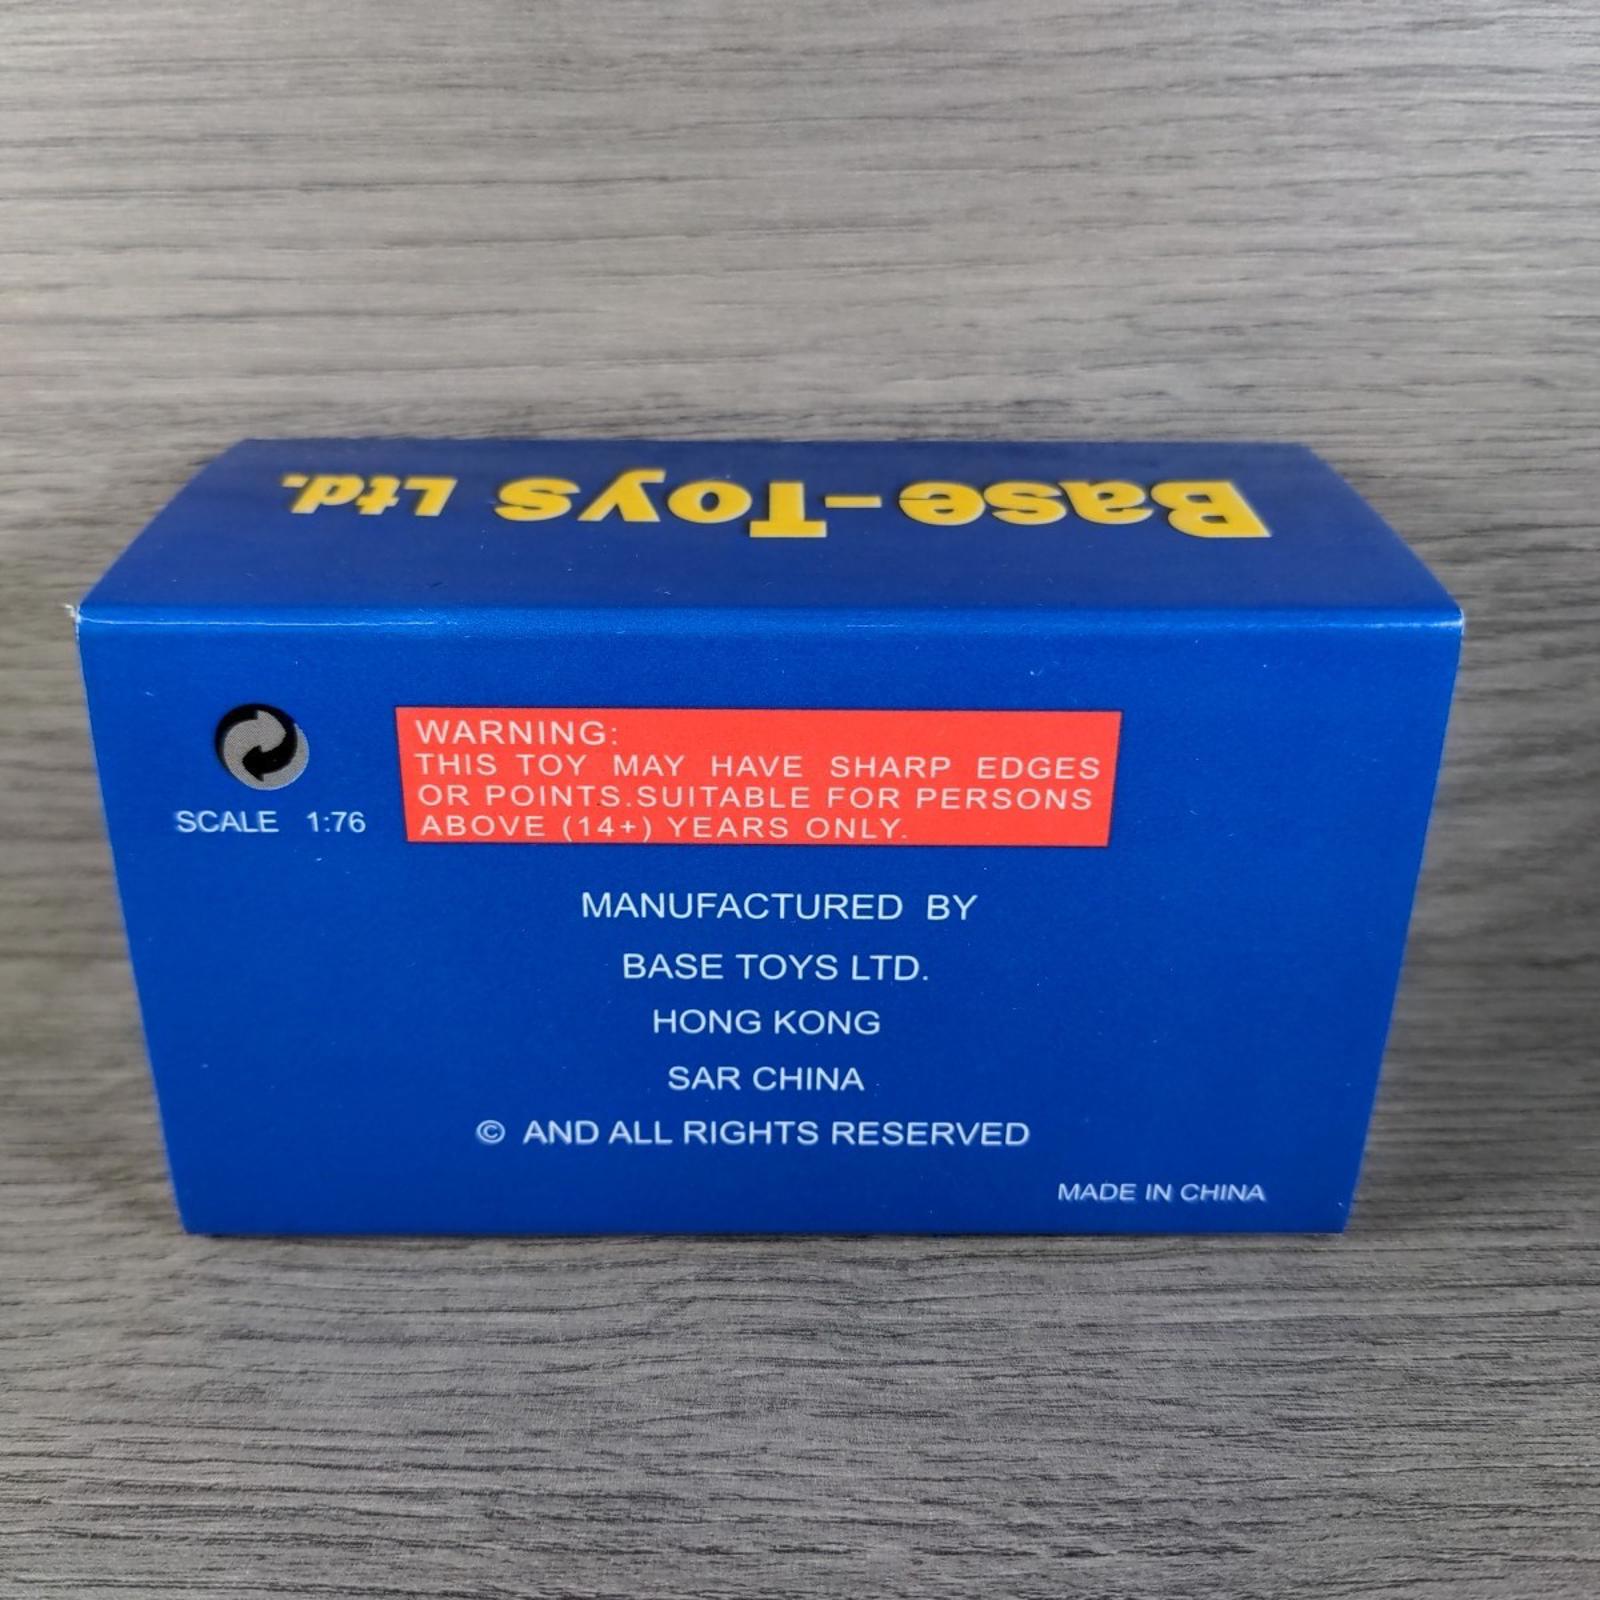 Base-Toys Ltd.
SCALE 1:76
WARNING:
THIS TOY MAY HAVE SHARP EDGES
OR POINTS.SUITABLE FOR PERSONS
ABOVE (14+) YEARS ONLY.
MANUFACTURED BY
BASE TOYS LTD.
HONG KONG
SAR CHINA
© AND ALL RIGHTS RESERVED
MADE IN CHINA